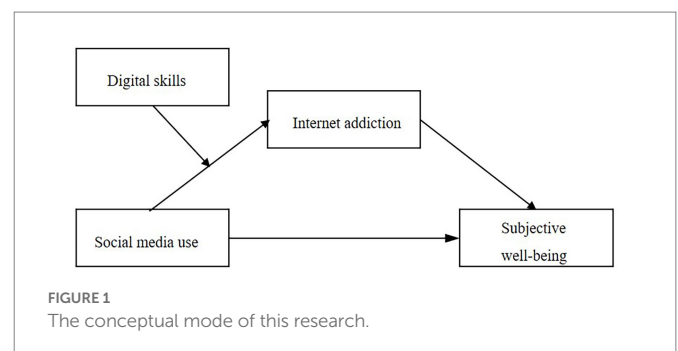 Digital skills
Internet addiction
Social media use
Subjective
well-being
FIGURE 1
The conceptual mode of this research.